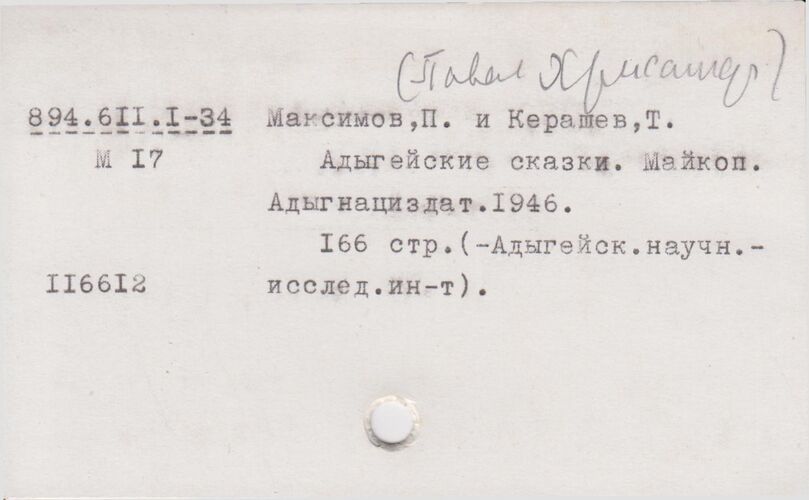 (Павел Хрисанф)
894.6II.I-34 Максимов,П. и Керашев,Т.
М I7 Адыгейские сказки. Майкоп.
Адыгнациздат.I946.
I66 стр.(-Адыгейск.научн.-
II66I2 исслед.ин-т).